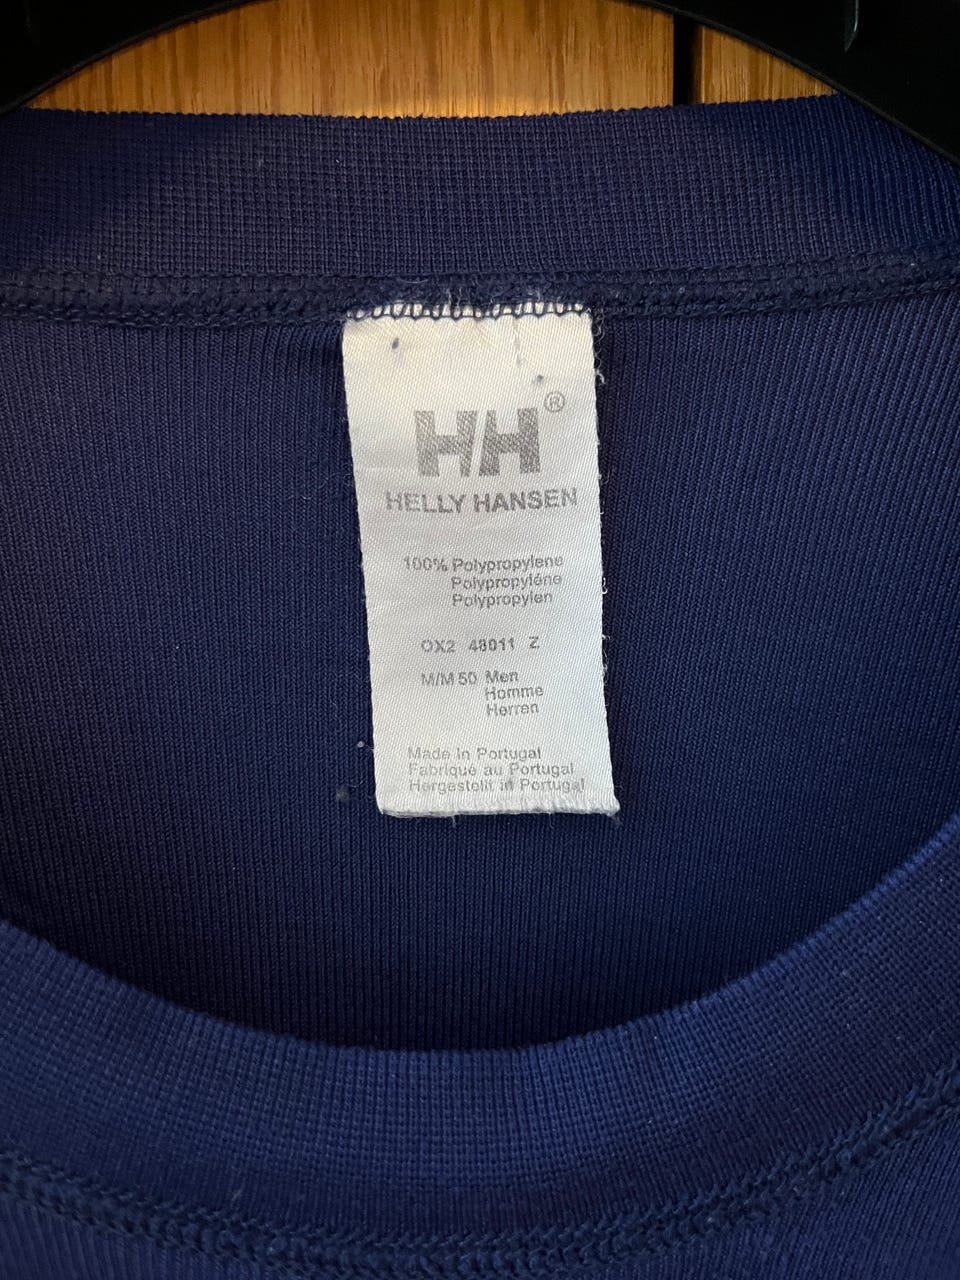 HH®
HELLY HANSEN
100% Polypropylene
Polypropyléne
Polypropylen
OX2 48011 Z
M/M 50 Men
Homme
Herren
Made in Portugal
Fabriqué au Portugal
Hergestellt in Portugal